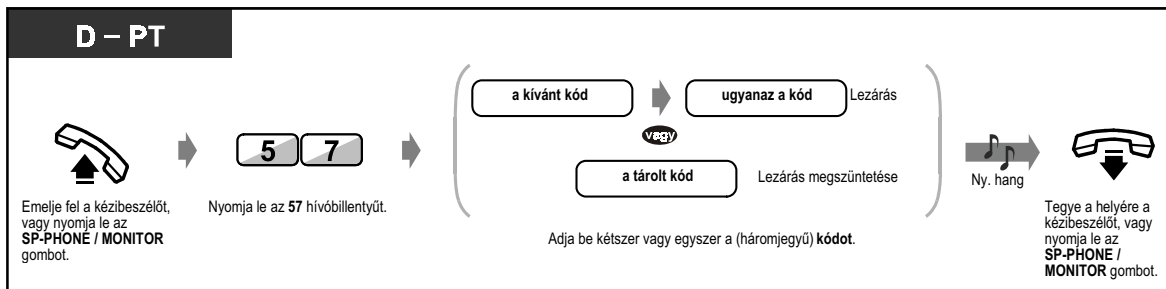 D – PT
a kívánt kód
ugyanaz a kód
Lezárás
vagy
5 7
a tárolt kód
Lezárás megszüntetése
Ny. hang
Emelje fel a kézibeszélőt,
vagy nyomja le az
SP-PHONE / MONITOR
gombot.
Nyomja le az 57 hívóbillentyűt.
Adja be kétszer vagy egyszer a (háromjegyű) kódot.
Tegye a helyére a
kézibeszélőt, vagy
nyomja le az
SP-PHONE /
MONITOR gombot.